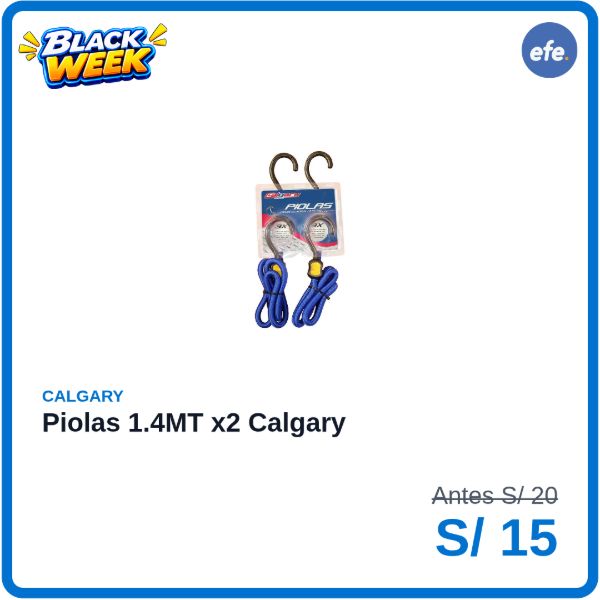 BLACK
WEEK
efe.
PIOLAS
CALGARY
Piolas 1.4MT x2 Calgary
Antes S/ 20
S/ 15